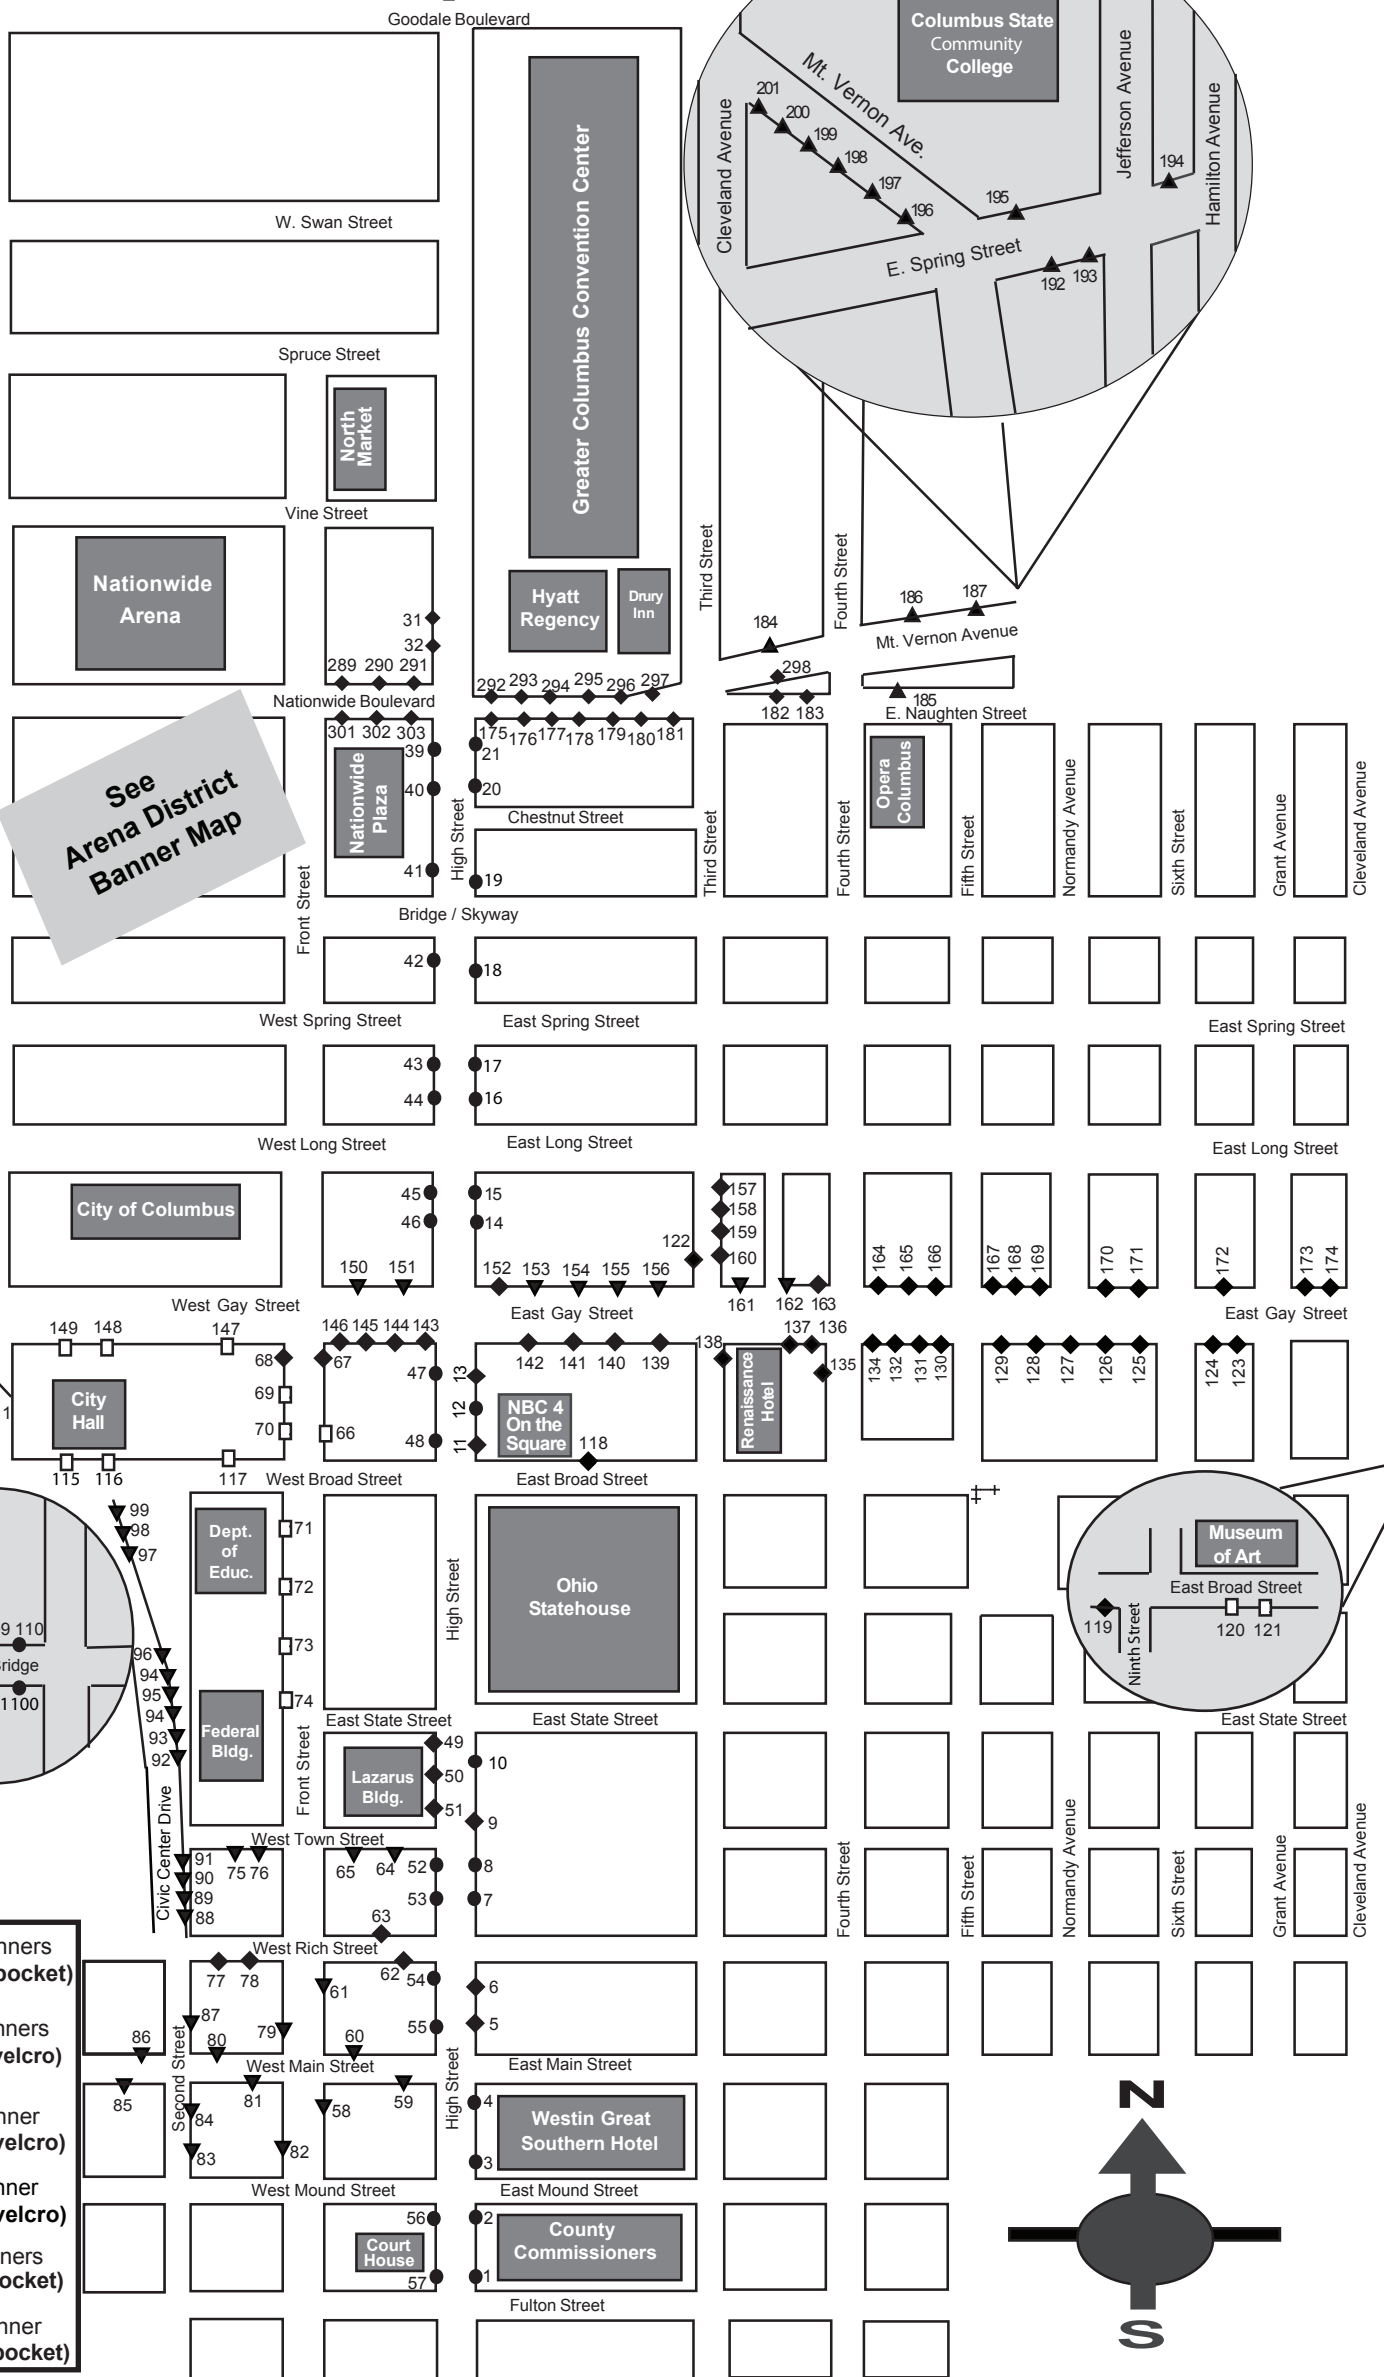 Goodale Boulevard
Columbus State
Community
College
Mt. Vernon Ave.
Cleveland Avenue
Jefferson Avenue
Hamilton Avenue
201
200
199
198
197
196
195
194
E. Spring Street
192
193
W. Swan Street
Greater Columbus Convention Center
Spruce Street
North
Market
Vine Street
Nationwide
Arena
Hyatt
Regency
Drury
Inn
Third Street
Fourth Street
31
32
184
186
187
Mt. Vernon Avenue
289 290 291
292 293 294 295 296 297
298
Nationwide Boulevard
182 183
185
E. Naughten Street
301 302 303
175 176 177 178 179 180 181
39
21
40
20
41
19
Nationwide
Plaza
High Street
Chestnut Street
Third Street
Opera
Columbus
Fourth Street
Fifth Street
Normandy Avenue
Sixth Street
Grant Avenue
Cleveland Avenue
See
Arena District
Banner Map
Front Street
Bridge / Skyway
42
18
West Spring Street
East Spring Street
East Spring Street
43
17
44
16
West Long Street
East Long Street
East Long Street
City of Columbus
45
15
46
14
157
158
159
160
122
150 151
152 153 154 155 156
161 162 163
164 165 166
167 168 169
170 171
172
173 174
West Gay Street
East Gay Street
East Gay Street
149 148 147
146 145 144 143
142 141 140 139
138
137 136
135
134 132 131 130
129 128 127 126 125
124 123
68
67
69
70
66
47
48
13
12
11
City
Hall
NBC 4
On the
Square
118
Renaissance
Hotel
1
115 116 117
West Broad Street
East Broad Street
99
98
97
Dept.
of
Educ.
71
72
73
74
High Street
Ohio
Statehouse
Museum
of Art
East Broad Street
119
Ninth Street
120 121
9 110
ridge
1100
96
94
95
94
93
92
Federal
Bldg.
East State Street
East State Street
East State Street
Front Street
Lazarus
Bldg.
49
50
51
10
9
Civic Center Drive
West Town Street
91
90
89
88
75 76
65 64
52
53
8
7
63
Fourth Street
Fifth Street
Normandy Avenue
Sixth Street
Grant Avenue
Cleveland Avenue
West Rich Street
77 78
62
61
54
55
6
5
87
86
80
79
60
Second Street
West Main Street
High Street
East Main Street
85
81
84
83
82
58
59
4
3
Westin Great
Southern Hotel
West Mound Street
East Mound Street
56
57
Court
House
2
1
County
Commissioners
Fulton Street
nners
pocket)
nners
velcro)
nner
velcro)
nner
velcro)
ners
ocket)
nner
pocket)
N
S